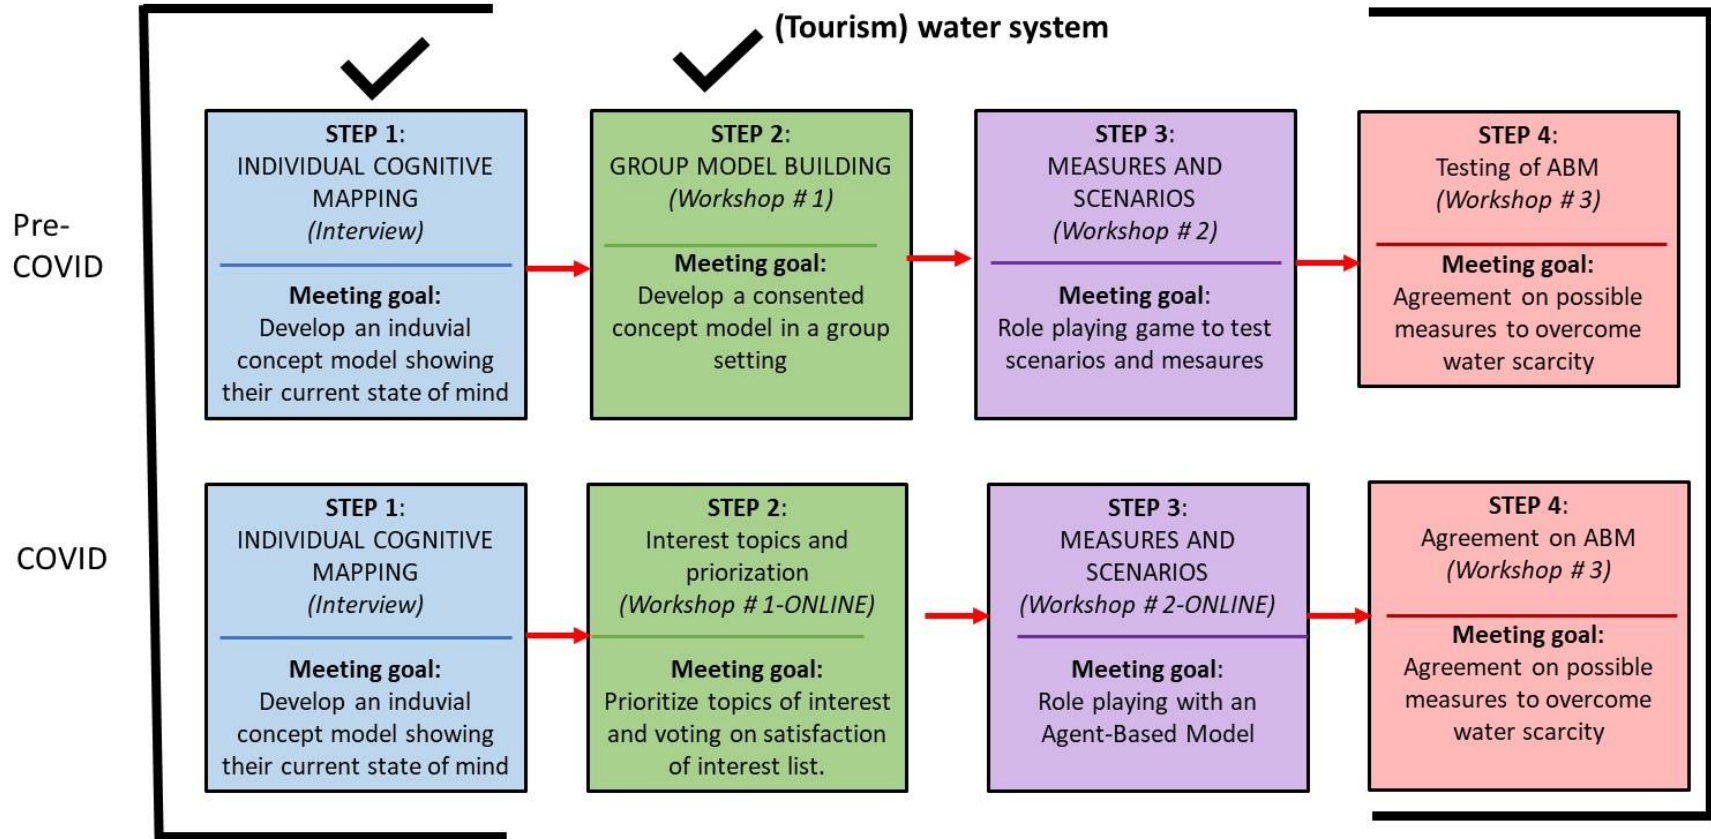 (Tourism) water system
Pre-
COVID
STEP 1:
INDIVIDUAL COGNITIVE
MAPPING
(Interview)
Meeting goal:
Develop an induvial
concept model showing
their current state of mind
STEP 2:
GROUP MODEL BUILDING
(Workshop # 1)
Meeting goal:
Develop a consented
concept model in a group
setting
STEP 3:
MEASURES AND
SCENARIOS
(Workshop # 2)
Meeting goal:
Role playing game to test
scenarios and mesaures
STEP 4:
Testing of ABM
(Workshop # 3)
Meeting goal:
Agreement on possible
measures to overcome
water scarcity
COVID
STEP 1:
INDIVIDUAL COGNITIVE
MAPPING
(Interview)
Meeting goal:
Develop an induvial
concept model showing
their current state of mind
STEP 2:
Interest topics and
priorization
(Workshop # 1-ONLINE)
Meeting goal:
Prioritize topics of interest
and voting on satisfaction
of interest list.
STEP 3:
MEASURES AND
SCENARIOS
(Workshop # 2-ONLINE)
Meeting goal:
Role playing with an
Agent-Based Model
STEP 4:
Agreement on ABM
(Workshop # 3)
Meeting goal:
Agreement on possible
measures to overcome
water scarcity